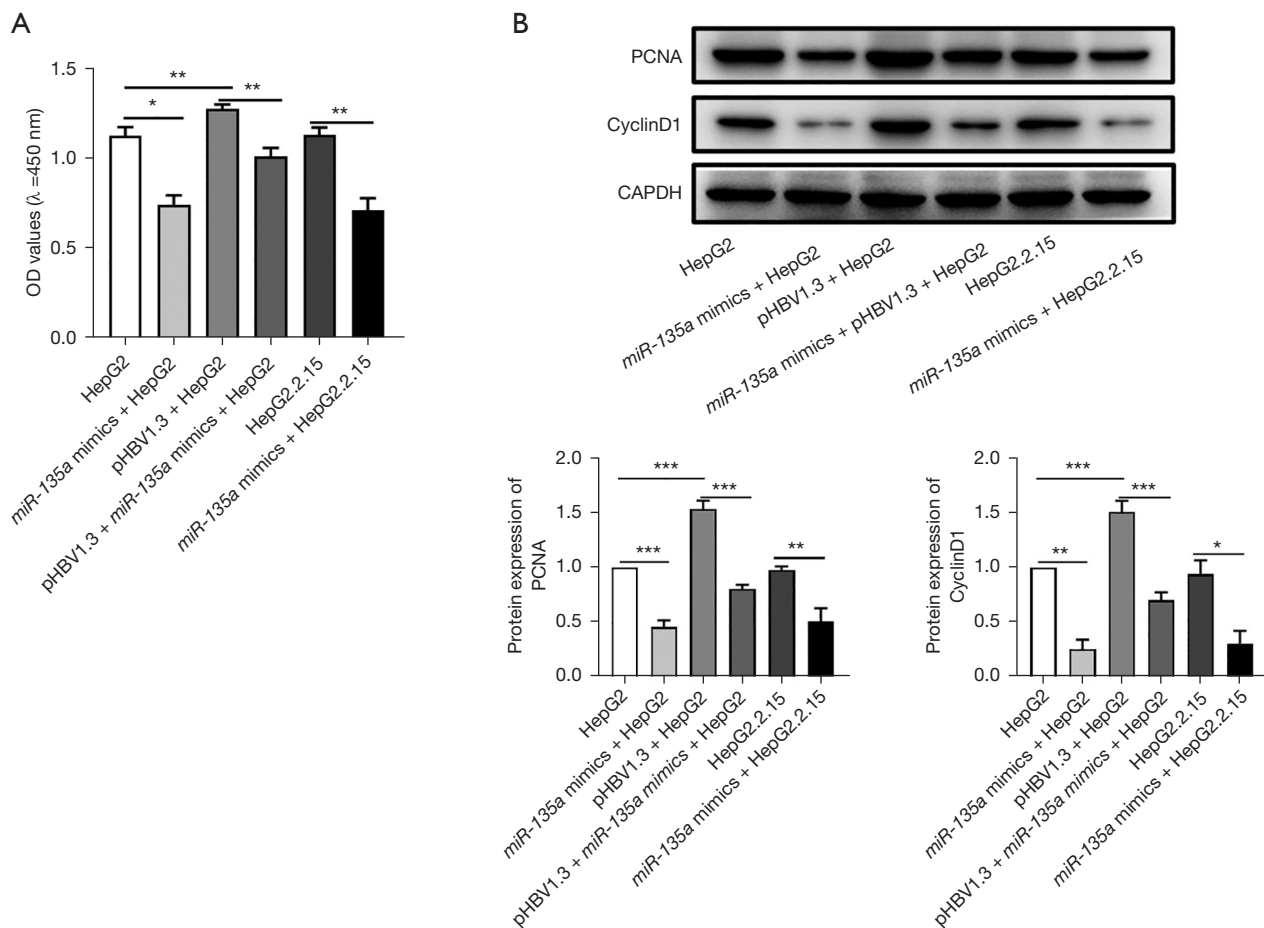 A
OD values (λ =450 nm)
1.5
1.0
0.5
0.0
**
*
**
**
HepG2
miR-135a mimics + HepG2
pHBV1.3 + HepG2
pHBV1.3 + miR-135a mimics + HepG2
HepG2.2.15
miR-135a mimics + HepG2.2.15
B
PCNA
CyclinD1
CAPDH
HepG2
miR-135a mimics + HepG2
pHBV1.3 + HepG2
miR-135a mimics + pHBV1.3 + HepG2
HepG2.2.15
miR-135a mimics + HepG2.2.15
Protein expression of
PCNA
2.0
1.5
1.0
0.5
0.0
***
***
***
**
HepG2
miR-135a mimics + HepG2
pHBV1.3 + HepG2
pHBV1.3 + miR-135a mimics + HepG2
HepG2.2.15
miR-135a mimics + HepG2.2.15
Protein expression of
CyclinD1
2.0
1.5
1.0
0.5
0.0
***
**
***
*
HepG2
miR-135a mimics + HepG2
pHBV1.3 + HepG2
pHBV1.3 + miR-135a mimics + HepG2
HepG2.2.15
miR-135a mimics + HepG2.2.15